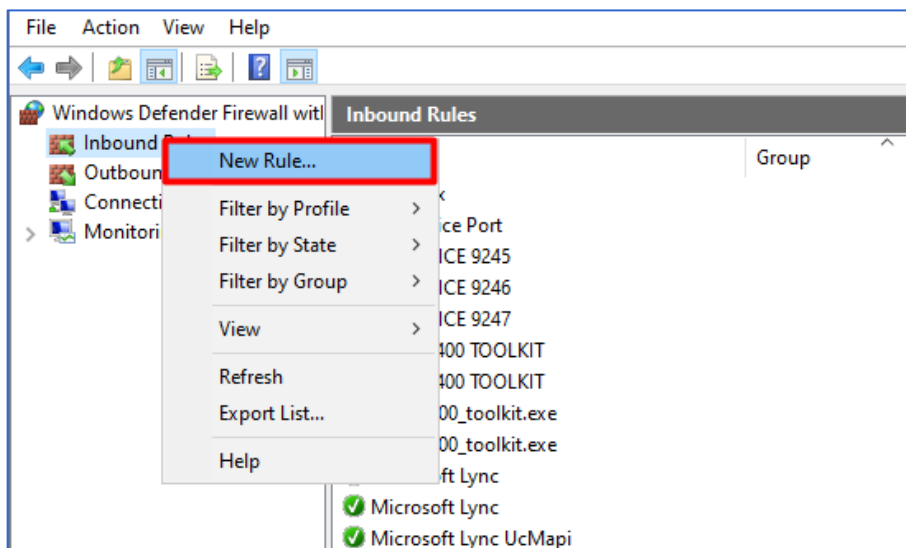 File Action View Help
Windows Defender Firewall with
Inbound Rules
Inbound
Outboun
Connecti
Monitori
New Rule...
Filter by Profile
Filter by State
Filter by Group
View
Refresh
Export List...
Help
Group
x
ice Port
ICE 9245
ICE 9246
ICE 9247
400 TOOLKIT
400 TOOLKIT
00_toolkit.exe
00_toolkit.exe
ft Lync
Microsoft Lync
Microsoft Lync UcMapi